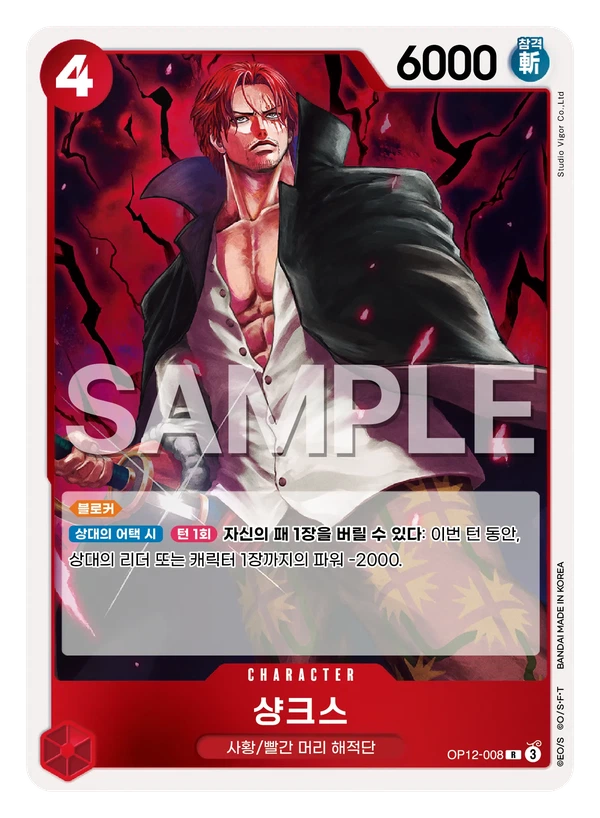 4
6000
참격
斬
Studio Vigor Co.,Ltd
SAMPLE
블로커
상대의 어택 시 턴 1회 자신의 패 1장을 버릴 수 있다: 이번 턴 동안,
상대의 리더 또는 캐릭터 1장까지의 파워 -2000.
CHARACTER
샹크스
사황/빨간 머리 해적단
OP12-008 R 3
©EO/S ©O/S·F·T BANDAI MADE IN KOREA